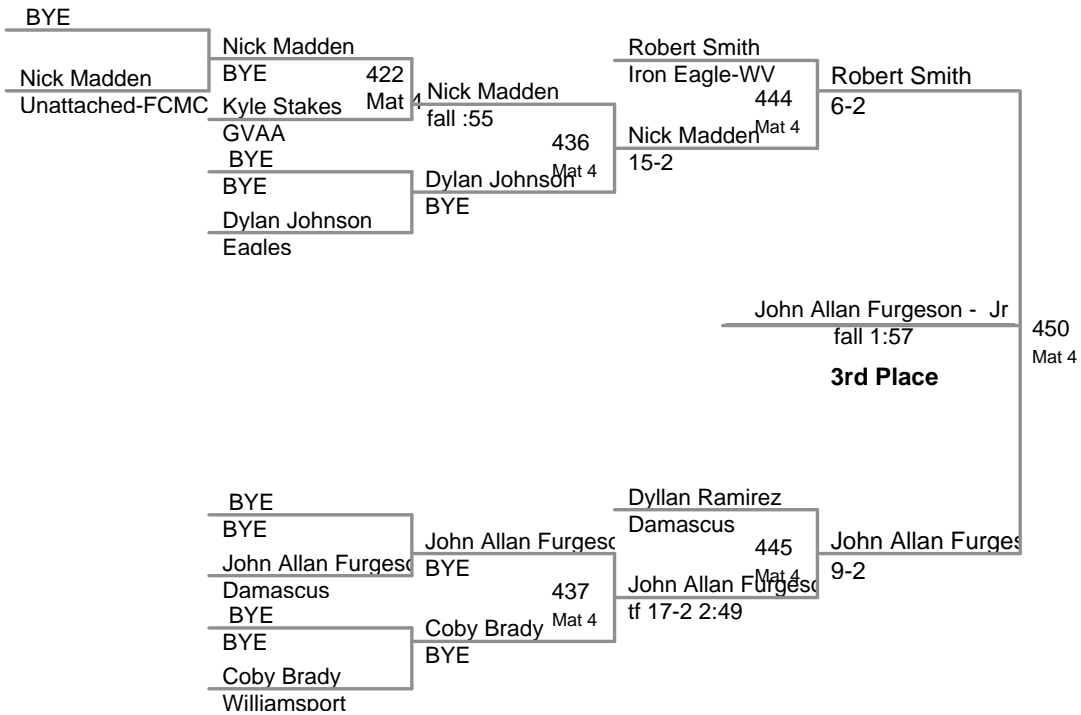 BYE
Nick Madden
Unattached-FCMC
Nick Madden
BYE
422
Mat 4
Kyle Stakes
GVAA
BYE
BYE
Dylan Johnson
Eagles
Nick Madden
fall :55
436
Mat 4
Dylan Johnson
BYE
Robert Smith
Iron Eagle-WV
444
Mat 4
Nick Madden
15-2
Robert Smith
6-2
John Allan Furgeson - Jr
fall 1:57
3rd Place
450
Mat 4
BYE
BYE
John Allan Furgeso
Damascus
BYE
BYE
Coby Brady
Williamsport
John Allan Furgeso
BYE
437
Mat 4
Coby Brady
BYE
Dyllan Ramirez
Damascus
445
Mat 4
John Allan Furgeso
tf 17-2 2:49
John Allan Furges
9-2